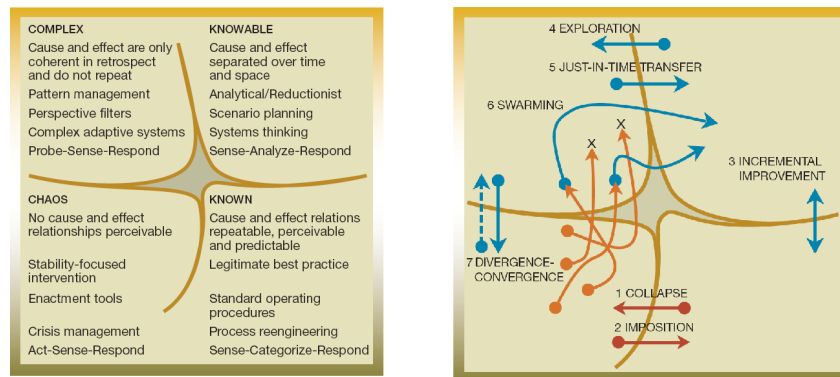 COMPLEX
Cause and effect are only
coherent in retrospect
and do not repeat
Pattern management
Perspective filters
Complex adaptive systems
Probe-Sense-Respond
KNOWABLE
Cause and effect
separated over time
and space
Analytical/Reductionist
Scenario planning
Systems thinking
Sense-Analyze-Respond
CHAOS
No cause and effect
relationships perceivable
Stability-focused
intervention
Enactment tools
Crisis management
Act-Sense-Respond
KNOWN
Cause and effect relations
repeatable, perceivable
and predictable
Legitimate best practice
Standard operating
procedures
Process reengineering
Sense-Categorize-Respond
4 EXPLORATION
5 JUST-IN-TIME TRANSFER
6 SWARMING
X
X
3 INCREMENTAL
IMPROVEMENT
7 DIVERGENCE-
CONVERGENCE
1 COLLAPSE
2 IMPOSITION